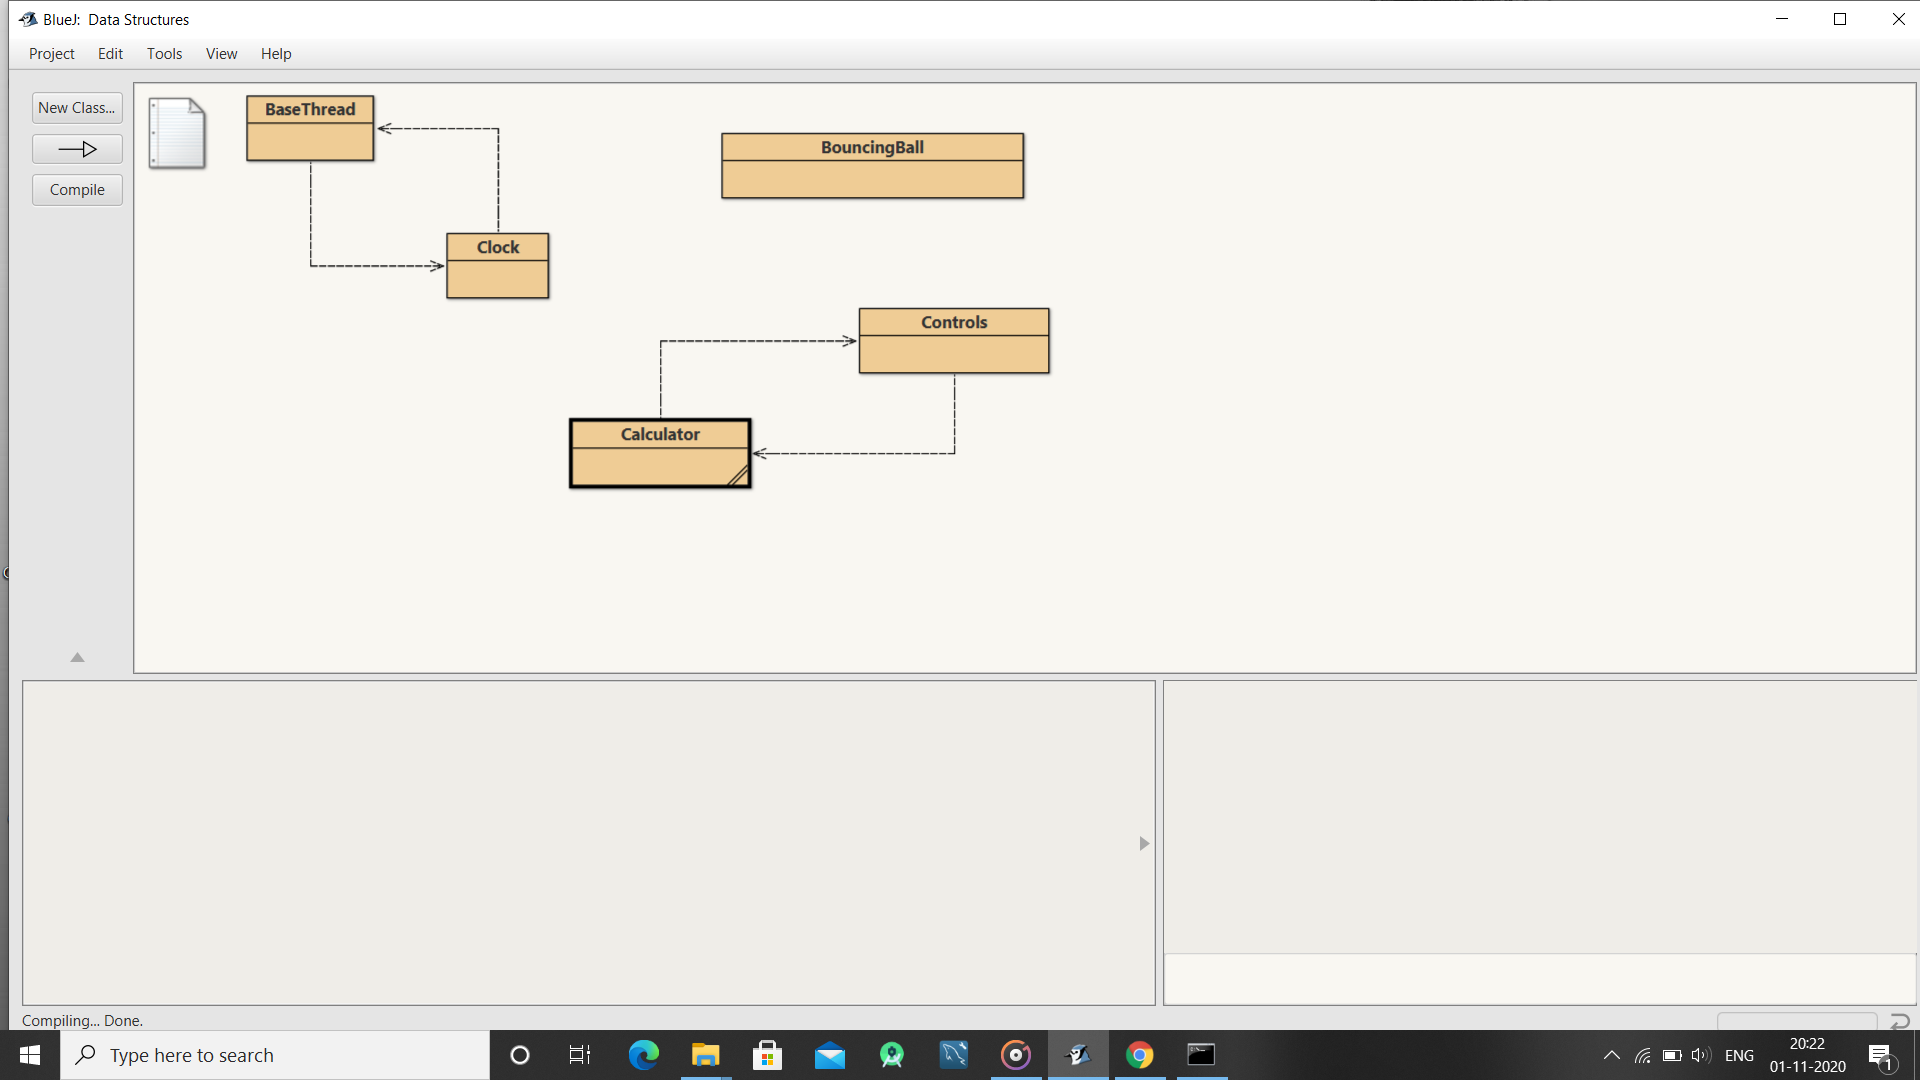 BlueJ: Data Structures
Project Edit Tools View Help
New Class...
Compile
BaseThread
BouncingBall
Clock
Controls
Calculator
Compiling... Done.
Type here to search
ENG
20:22
01-11-2020
1